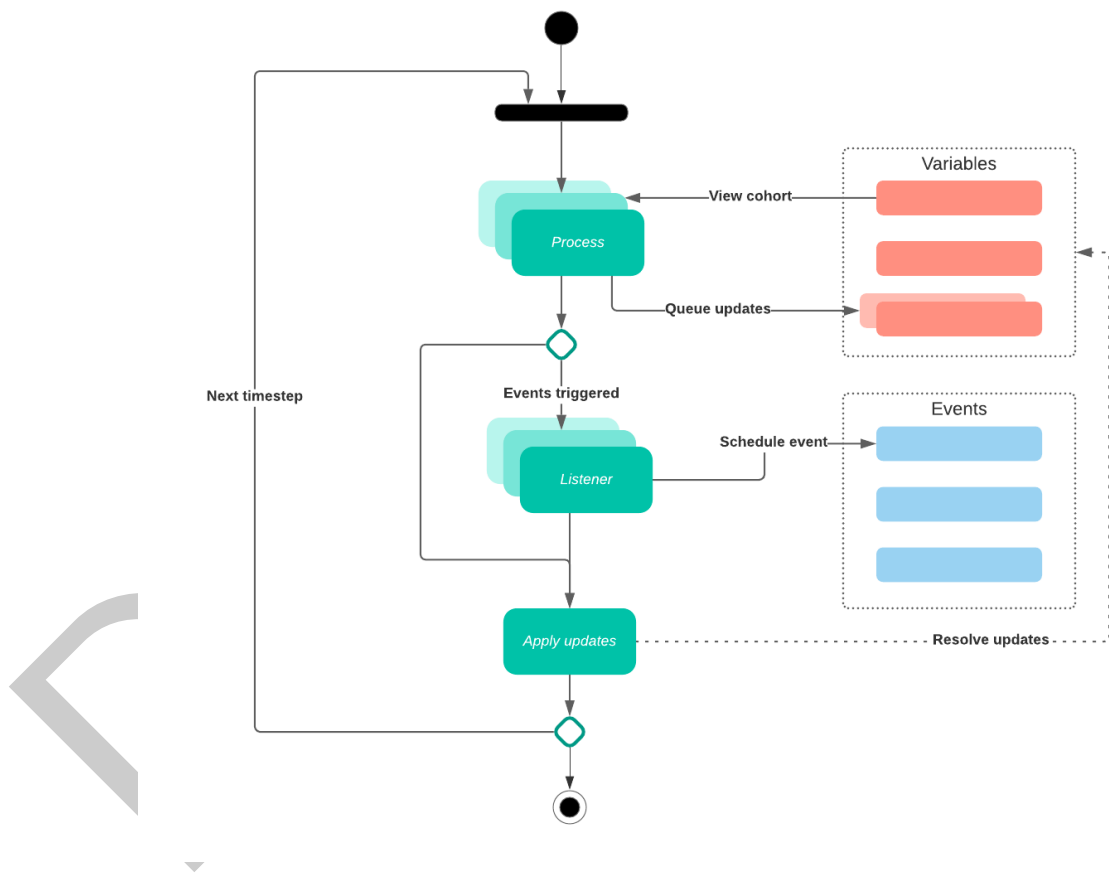 Variables
View cohort
Process
Queue updates
Next timestep
Events triggered
Events
Schedule event
Listener
Apply updates
Resolve updates